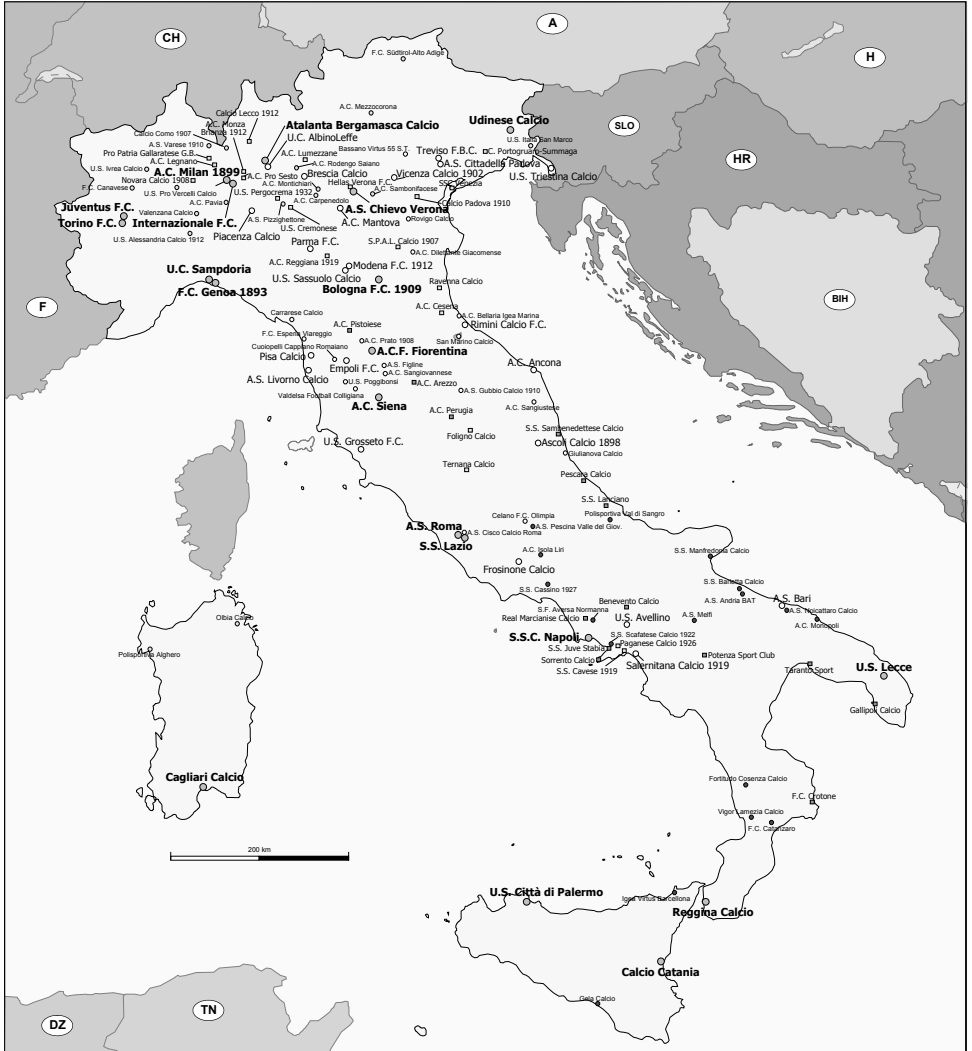 CH
A
H
F.C. Südtirol-Alto Adige
SLO
HR
A.C. Mezzocorona
Calcio Lecco 1912
A.C. Monza
Brianza 1912
Calcio Como 1907
A.S. Varese 1910
Pro Patria Gallaratese G.B.
A.C. Legnano
U.S. Ivrea Calcio
Novara Calcio 1908
A.C. Milan 1899
F.C. Canavese
U.S. Pro Vercelli Calcio
Atalanta Bergamasca Calcio
U.C. AlbinoLeffe
Udinese Calcio
U.S. Itala San Marco
Bassano Virtus 55 S.T.
Treviso F.B.C.
C. Portogruaro-Summaga
A.C. Lumezzane
A.C. Rodengo Saiano
A.S. Cittadella Padova
U.S. Triestina Calcio
A.C. Pro Sesto
Brescia Calcio
Vicenza Calcio 1902
SSC Venezia
A.C. Montichiari
Hellas Verona F.C.
A.C. Sambonifacese
U.S. Pergocrema 1932
A.C. Carpenedolo
Calcio Padova 1910
A.C. Pavia
Juventus F.C.
Valenzana Calcio
A.S. Chievo Verona
Torino F.C.
Internazionale F.C.
A.S. Pizzighettone
A.C. Mantova
Rovigo Calcio
U.S. Cremonese
U.S. Alessandria Calcio 1912
Piacenza Calcio
Parma F.C.
S.P.A.L. Calcio 1907
A.C. Dilettante Giacomense
A.C. Reggiana 1919
Modena F.C. 1912
U.C. Sampdoria
U.S. Sassuolo Calcio
F.C. Genoa 1893
Bologna F.C. 1909
Ravenna Calcio
F
BIH
A.C. Cesena
Carrarese Calcio
A.C. Bellaria Igea Marina
A.C. Pistoiese
Rimini Calcio F.C.
F.C. Esperia Viareggio
A.C. Prato 1908
San Marino Calcio
Cuoiopelli Cappiano Romaiano
A.C.F. Fiorentina
Pisa Calcio
Empoli F.C.
A.S. Figline
A.C. Sangiovannese
A.C. Ancona
A.S. Livorno Calcio
U.S. Poggibonsi
A.C. Arezzo
A.S. Gubbio Calcio 1910
Valdelsa Football Colligiana
A.C. Siena
A.C. Sangiustese
A.C. Perugia
S.S. Sambenedettese Calcio
Foligno Calcio
Ascoli Calcio 1898
U.S. Grosseto F.C.
Giulianova Calcio
Ternana Calcio
Pescara Calcio
S.S. Lanciano
Celano F.C. Olimpia
Polisportiva Val di Sangro
A.S. Roma
A.S. Pescina Valle del Giov.
A.S. Cisco Calcio Roma
S.S. Lazio
A.C. Isola Liri
S.S. Manfredonia Calcio
Frosinone Calcio
S.S. Cassino 1927
S.S. Barletta Calcio
A.S. Andria BAT
A.S. Bari
Benevento Calcio
S.F. Aversa Normanna
A.S. Noicattaro Calcio
Real Marcianise Calcio
U.S. Avellino
A.S. Melfi
A.C. Monopoli
Olbia Calcio
S.S.C. Napoli
S.S. Scafatese Calcio 1922
Paganese Calcio 1926
S.S. Juve Stabia
Polisportiva Alghero
Sorrento Calcio
Salernitana Calcio 1919
Potenza Sport Club
S.S. Cavese 1919
Taranto Sport
U.S. Lecce
Gallipoli Calcio
Cagliari Calcio
Fortitudo Cosenza Calcio
F.C. Crotone
Vigor Lamezia Calcio
F.C. Catanzaro
200 km
U.S. Città di Palermo
Igea Virtus Barcellona
Reggina Calcio
Calcio Catania
Gela Calcio
TN
DZ